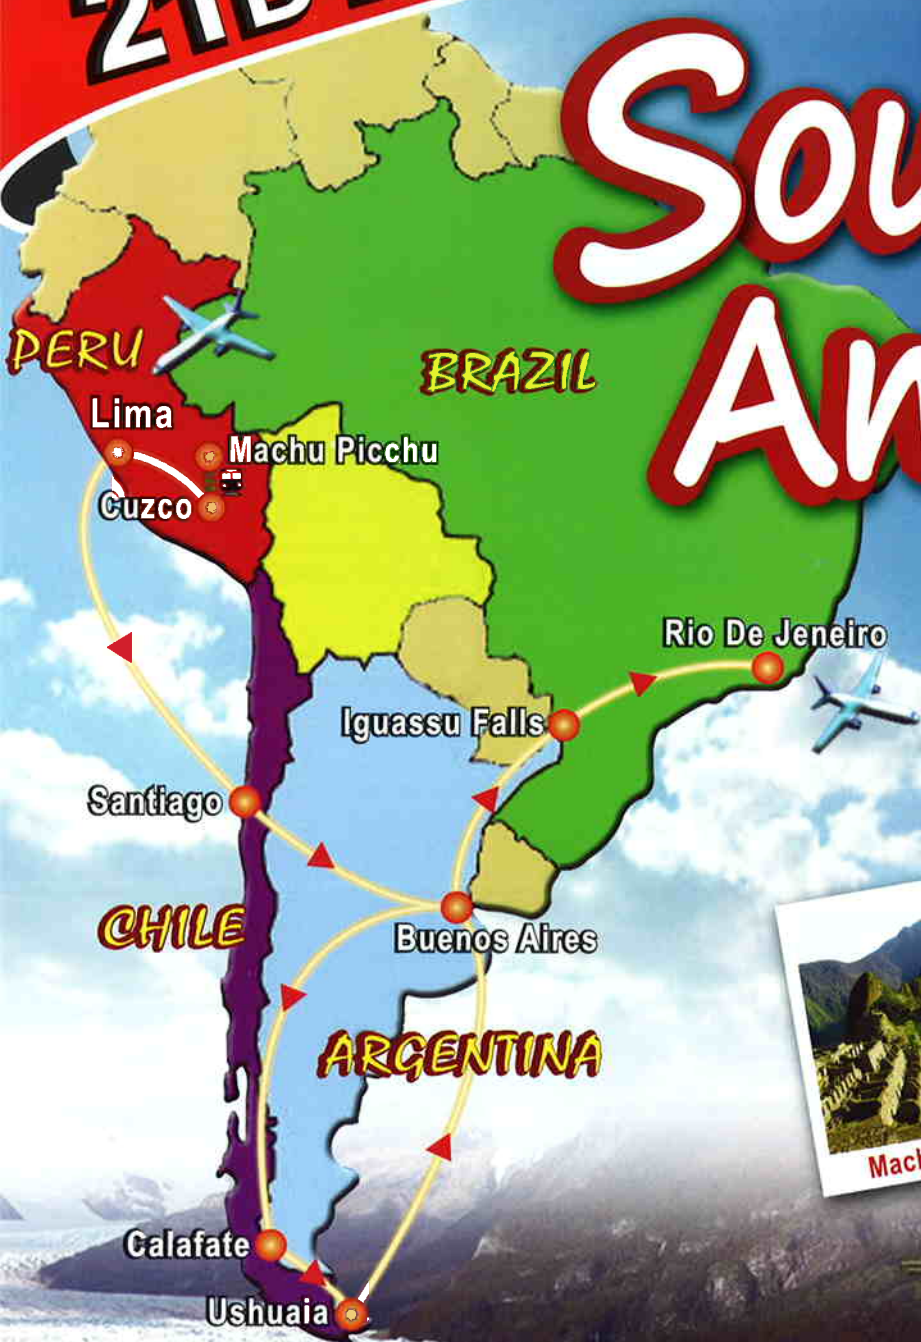 Sou
PERU
BRAZIL
Lima
Machu Picchu
Cuzco
Rio De Jeneiro
Iguassu Falls
Santiago
CHILE
Buenos Aires
ARGENTINA
Calafate
Ushuaia